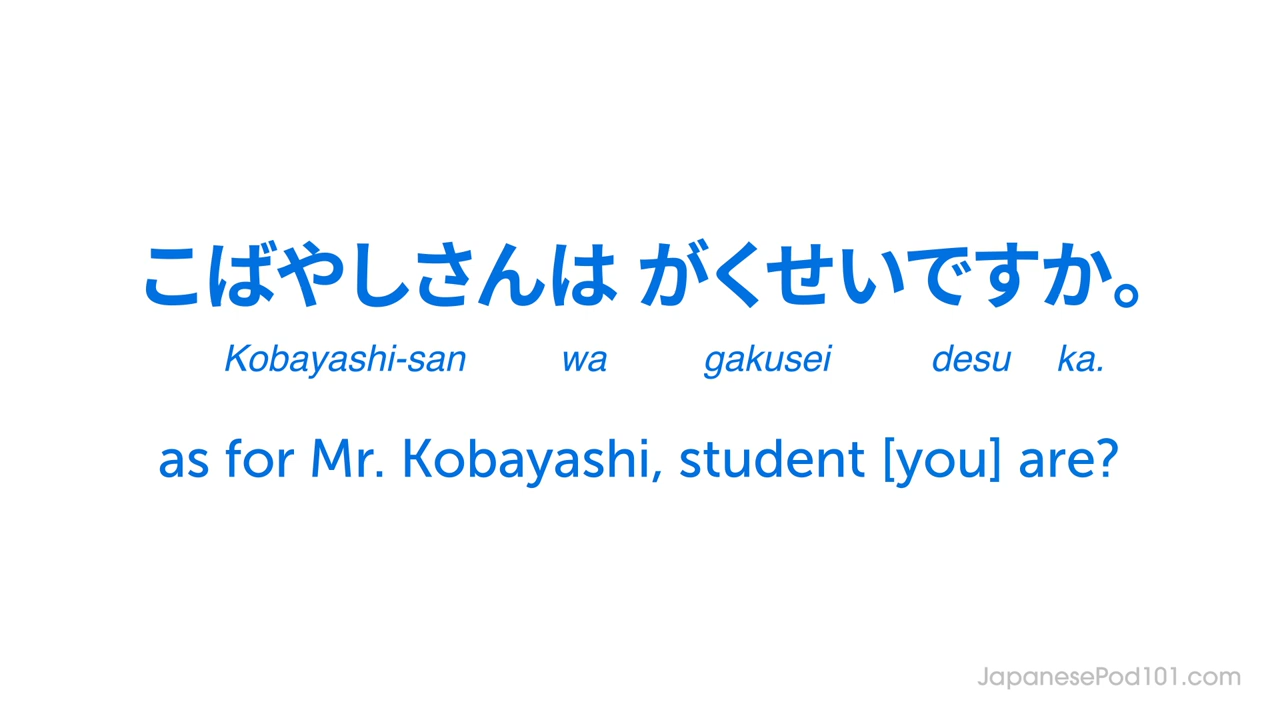 こばやしさんは がくせいですか。
Kobayashi-san wa gakusei desu ka.
as for Mr. Kobayashi, student [you] are?
JapanesePod101.com